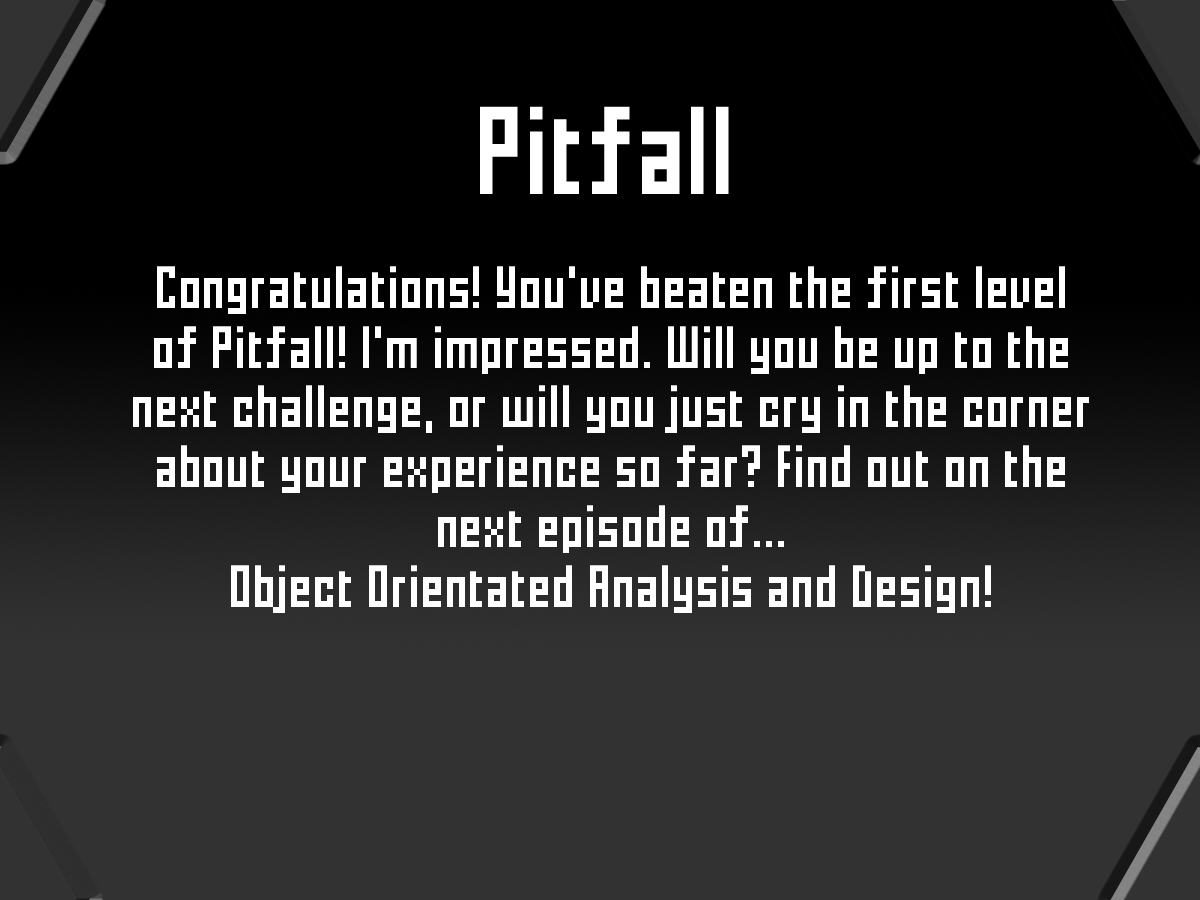 Pitfall
Congratulations! You've beaten the first level
of Pitfall! I'm impressed. Will you be up to the
next challenge, or will you just cry in the corner
about your experience so far? Find out on the
next episode of...
Object Orientated Analysis and Design!